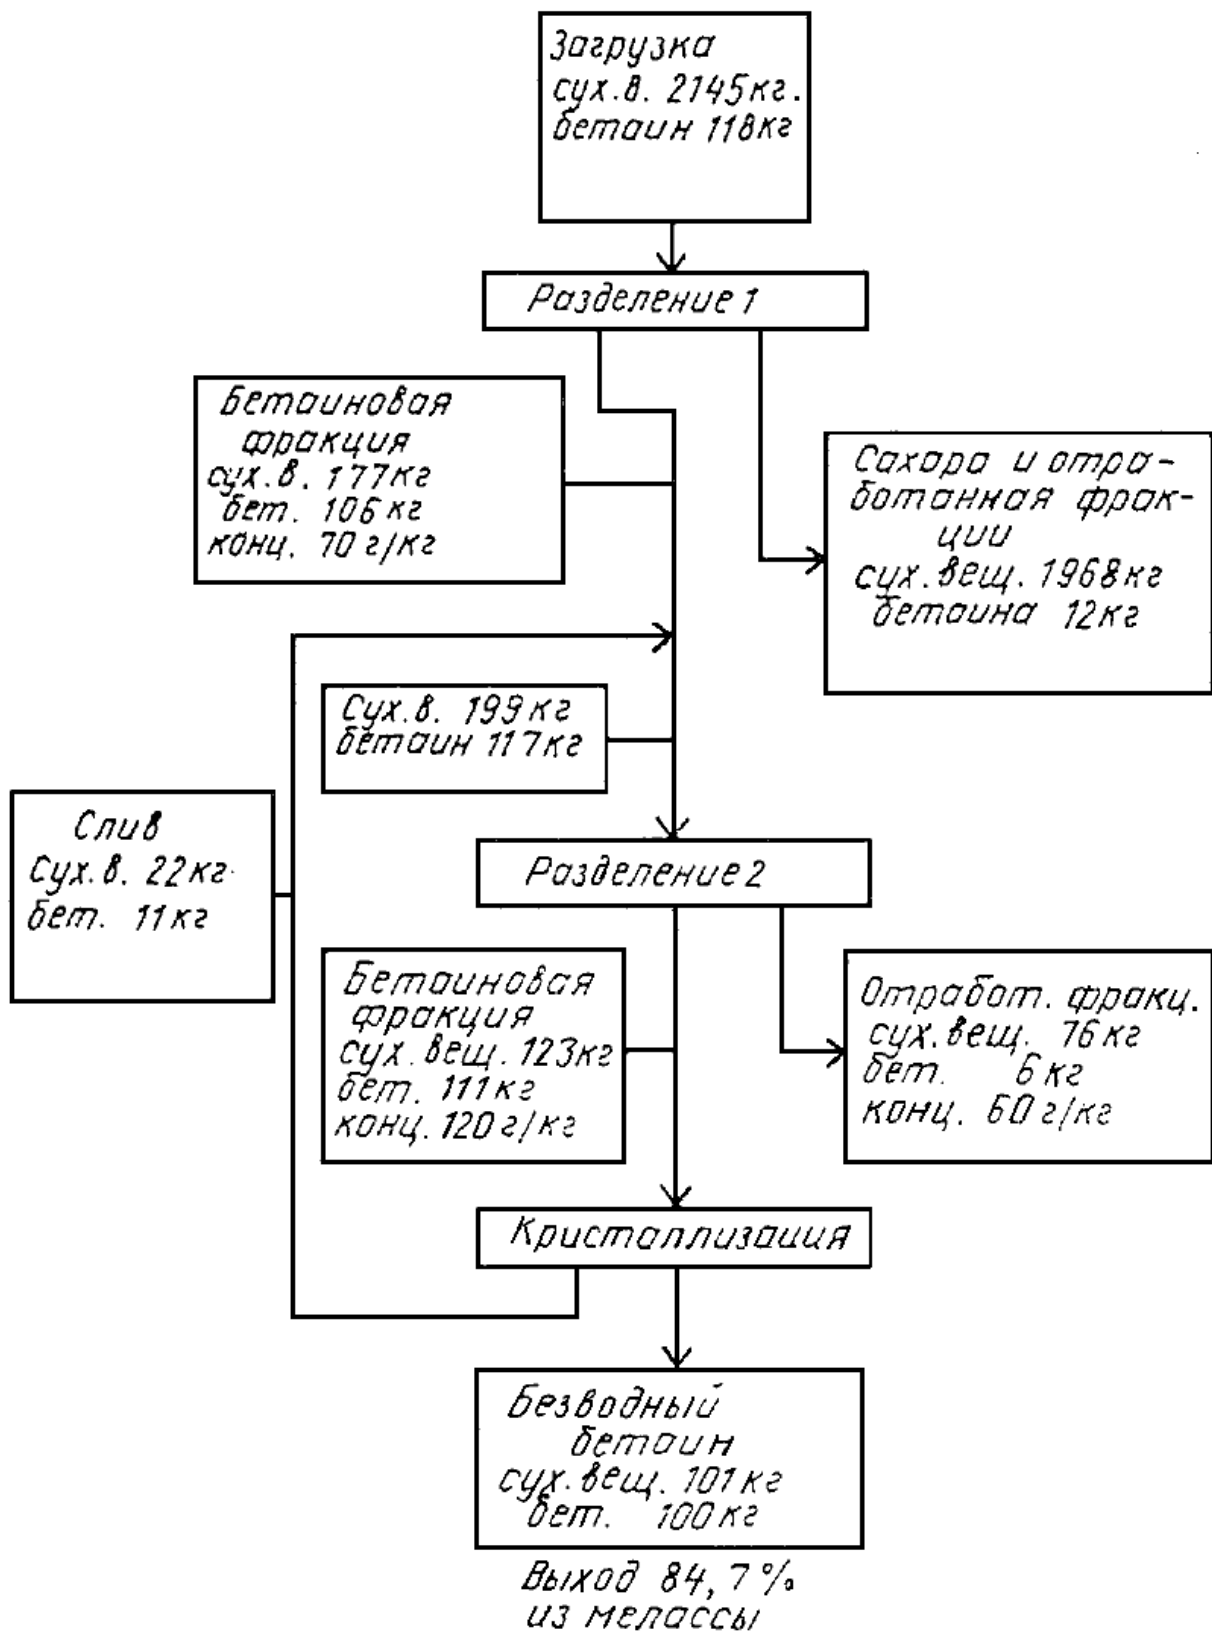 Загрузка
сух.в. 2145кг.
бетаин 118кг
Разделение 1
Бетаиновая
фракция
сух.в. 177кг
бет. 106кг
конц. 70 г/кг
Сахара и отра-
ботанная фрак-
ции
сух.вещ. 1968кг
бетаина 12кг
Сух.в. 199кг
бетаин 117кг
Слив
Сух.в. 22кг
бет. 11кг
Разделение 2
Бетаиновая
фракция
сух.вещ. 123кг
бет. 111кг
конц. 120г/кг
Отработ. фракц.
сух.вещ. 76кг
бет. 6кг
конц. 60г/кг
Кристаллизация
Безводный
бетаин
сух.вещ. 101кг
бет. 100кг
Выход 84,7%
из мелассы